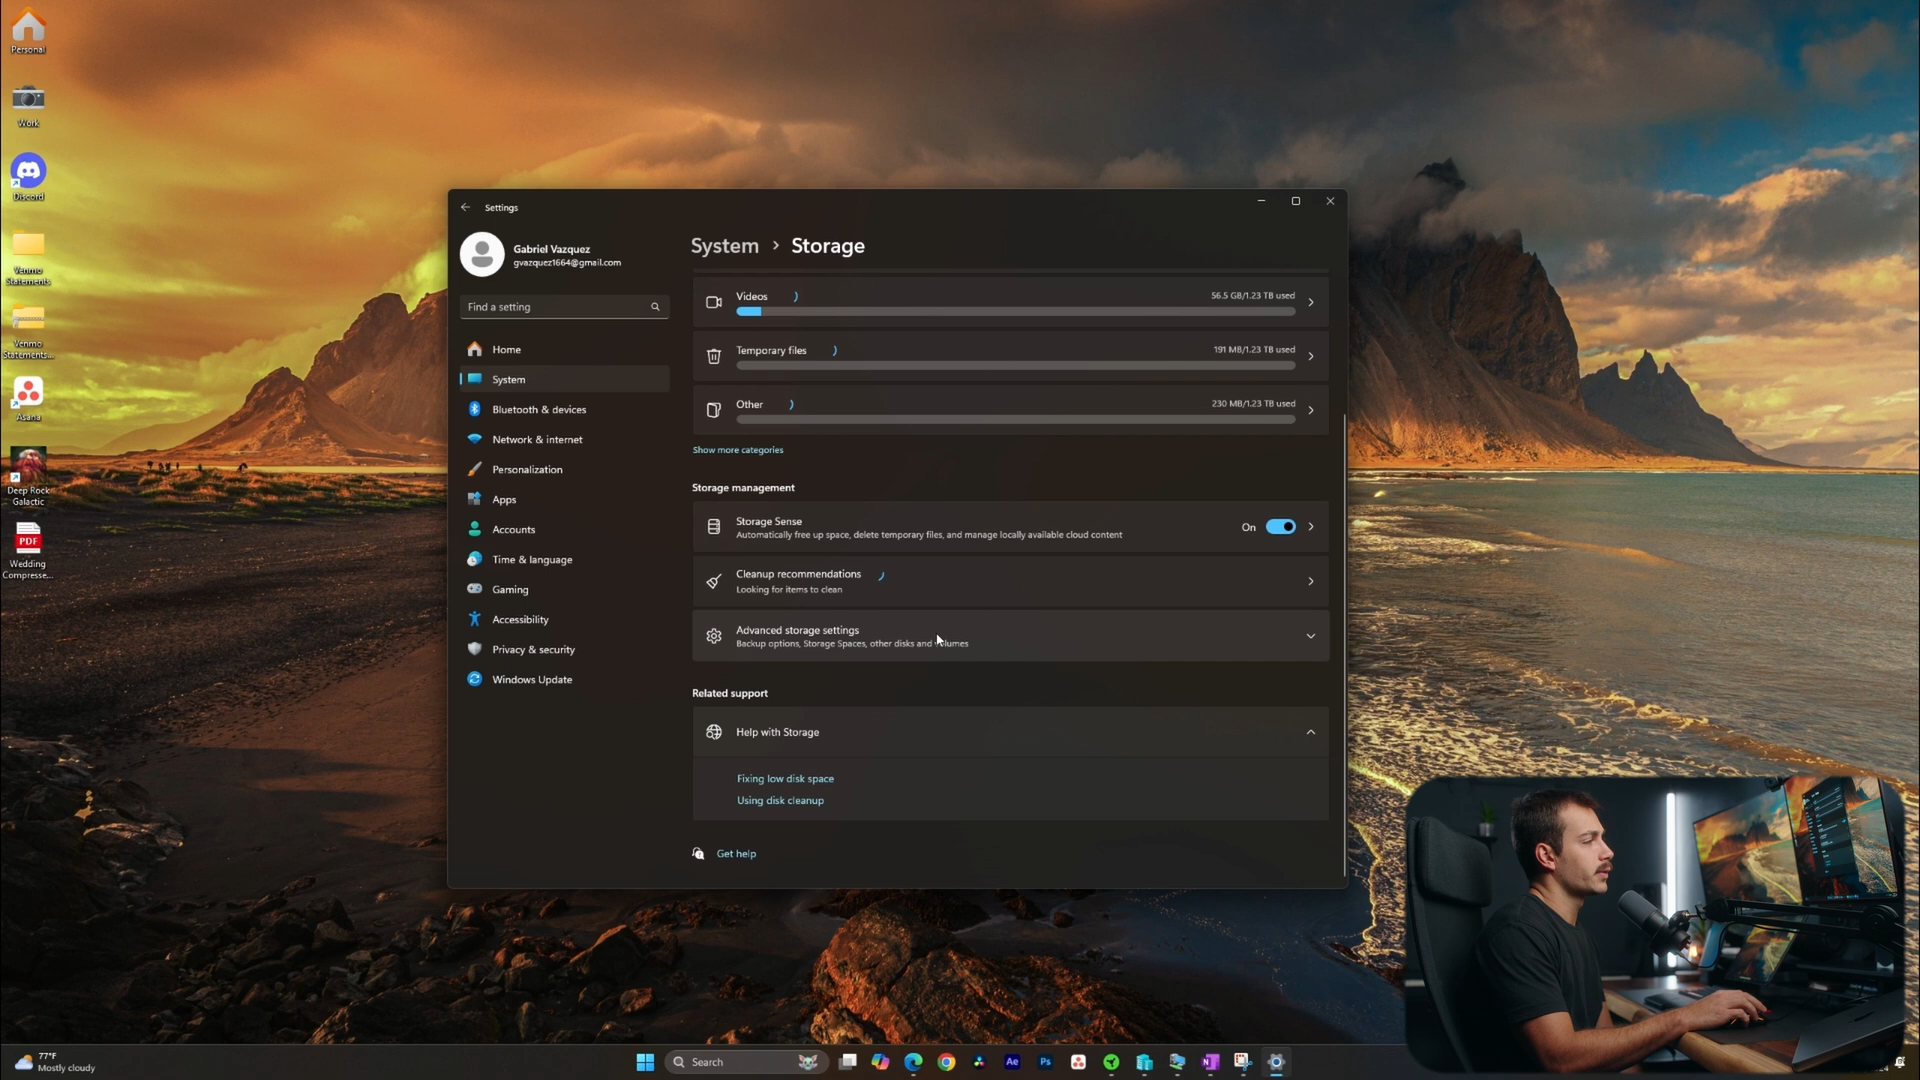 Personal
Work
Discord
Venmo
Statements
Venmo
Statements...
Asana
Deep Rock
Galactic
PDF
Wedding
Compresse...
Settings
Gabriel Vazquez
gvazquez1664@gmail.com
Find a setting
Home
System
Bluetooth & devices
Network & internet
Personalization
Apps
Accounts
Time & language
Gaming
Accessibility
Privacy & security
Windows Update
System > Storage
Videos
56.5 GB/1.23 TB used
Temporary files
191 MB/1.23 TB used
Other
230 MB/1.23 TB used
Show more categories
Storage management
Storage Sense
Automatically free up space, delete temporary files, and manage locally available cloud content
On
Cleanup recommendations
Looking for items to clean
Advanced storage settings
Backup options, Storage Spaces, other disks and volumes
Related support
Help with Storage
Fixing low disk space
Using disk cleanup
Get help
77°F
Mostly cloudy
Search
Ae
Ps